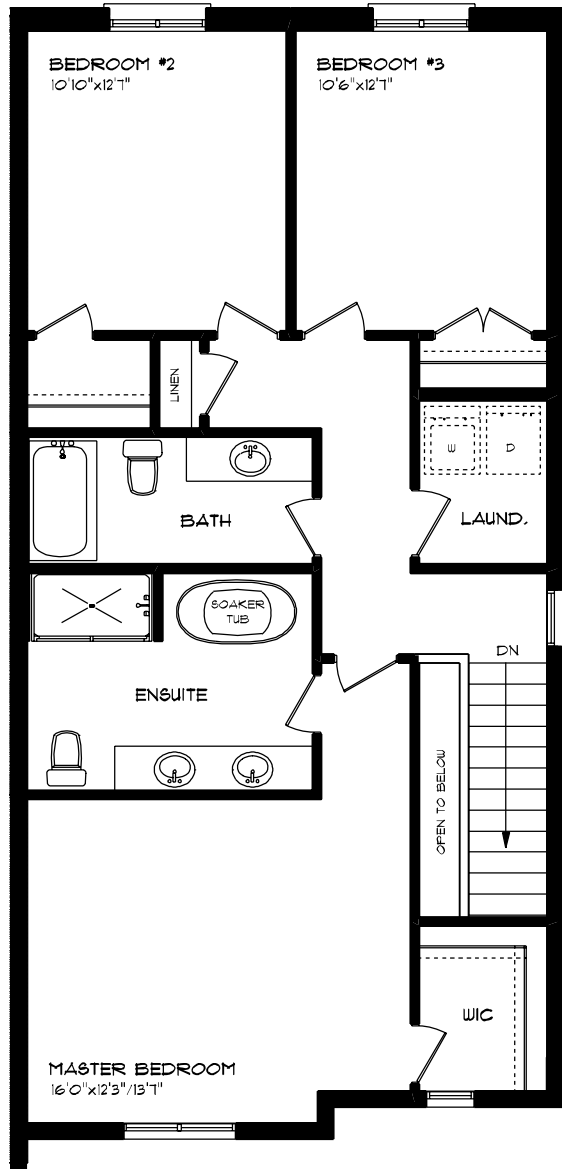 BEDROOM #2
10'10"x12'7"
BEDROOM #3
10'6"x12'7"
LINEN
W
D
BATH
LAUND.
SOAKER
TUB
DN
ENSUITE
OPEN TO BELOW
WIC
MASTER BEDROOM
16'0"x12'3"/13'7"